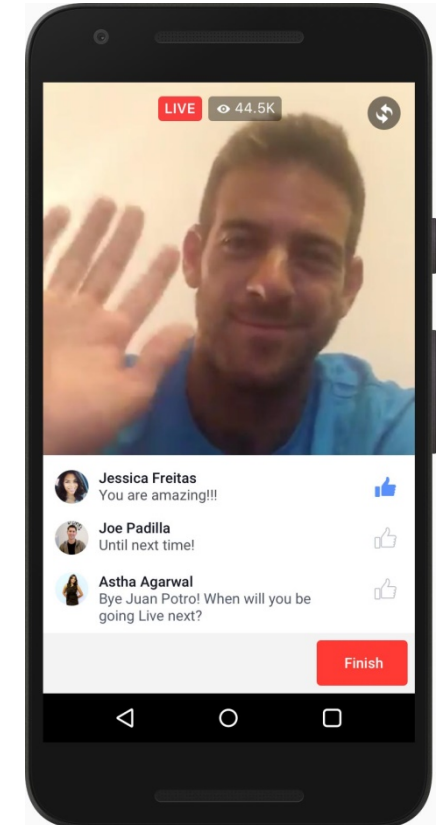 LIVE 44.5K
Jessica Freitas
You are amazing!!!
Joe Padilla
Until next time!
Astha Agarwal
Bye Juan Potro! When will you be
going Live next?
Finish